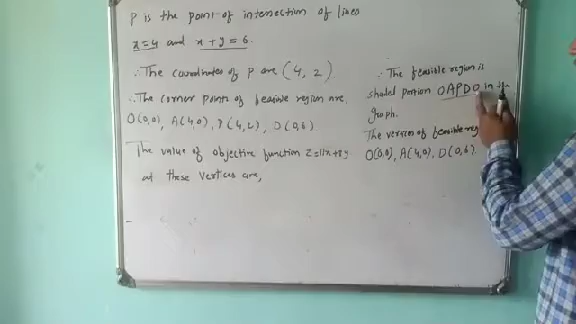 P is the point of intersection of lines
x=4 and x+y=6.
∴ The coordinates of P are (4, 2).
∴ The corner points of feasible region are,
O(0,0), A(4,0), P(4,2), D(0,6).
The value of objective function Z=11x+8y
at these vertices are,
∴ The feasible region is
shaded portion OAPDO in
graph.
The vertices of feasible
O(0,0), A(4,0), D(0,6).